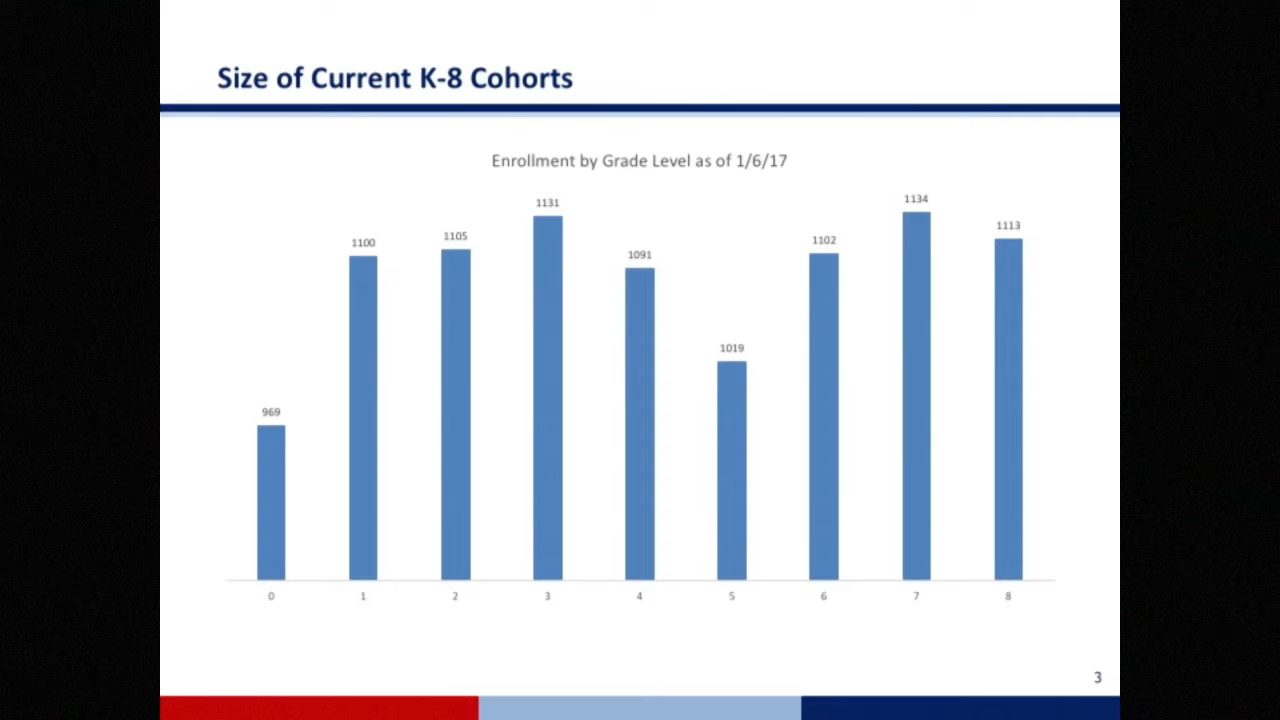 Size of Current K-8 Cohorts
Enrollment by Grade Level as of 1/6/17
969 1100 1105 1131 1091 1019 1102 1134 1113
0 1 2 3 4 5 6 7 8
3